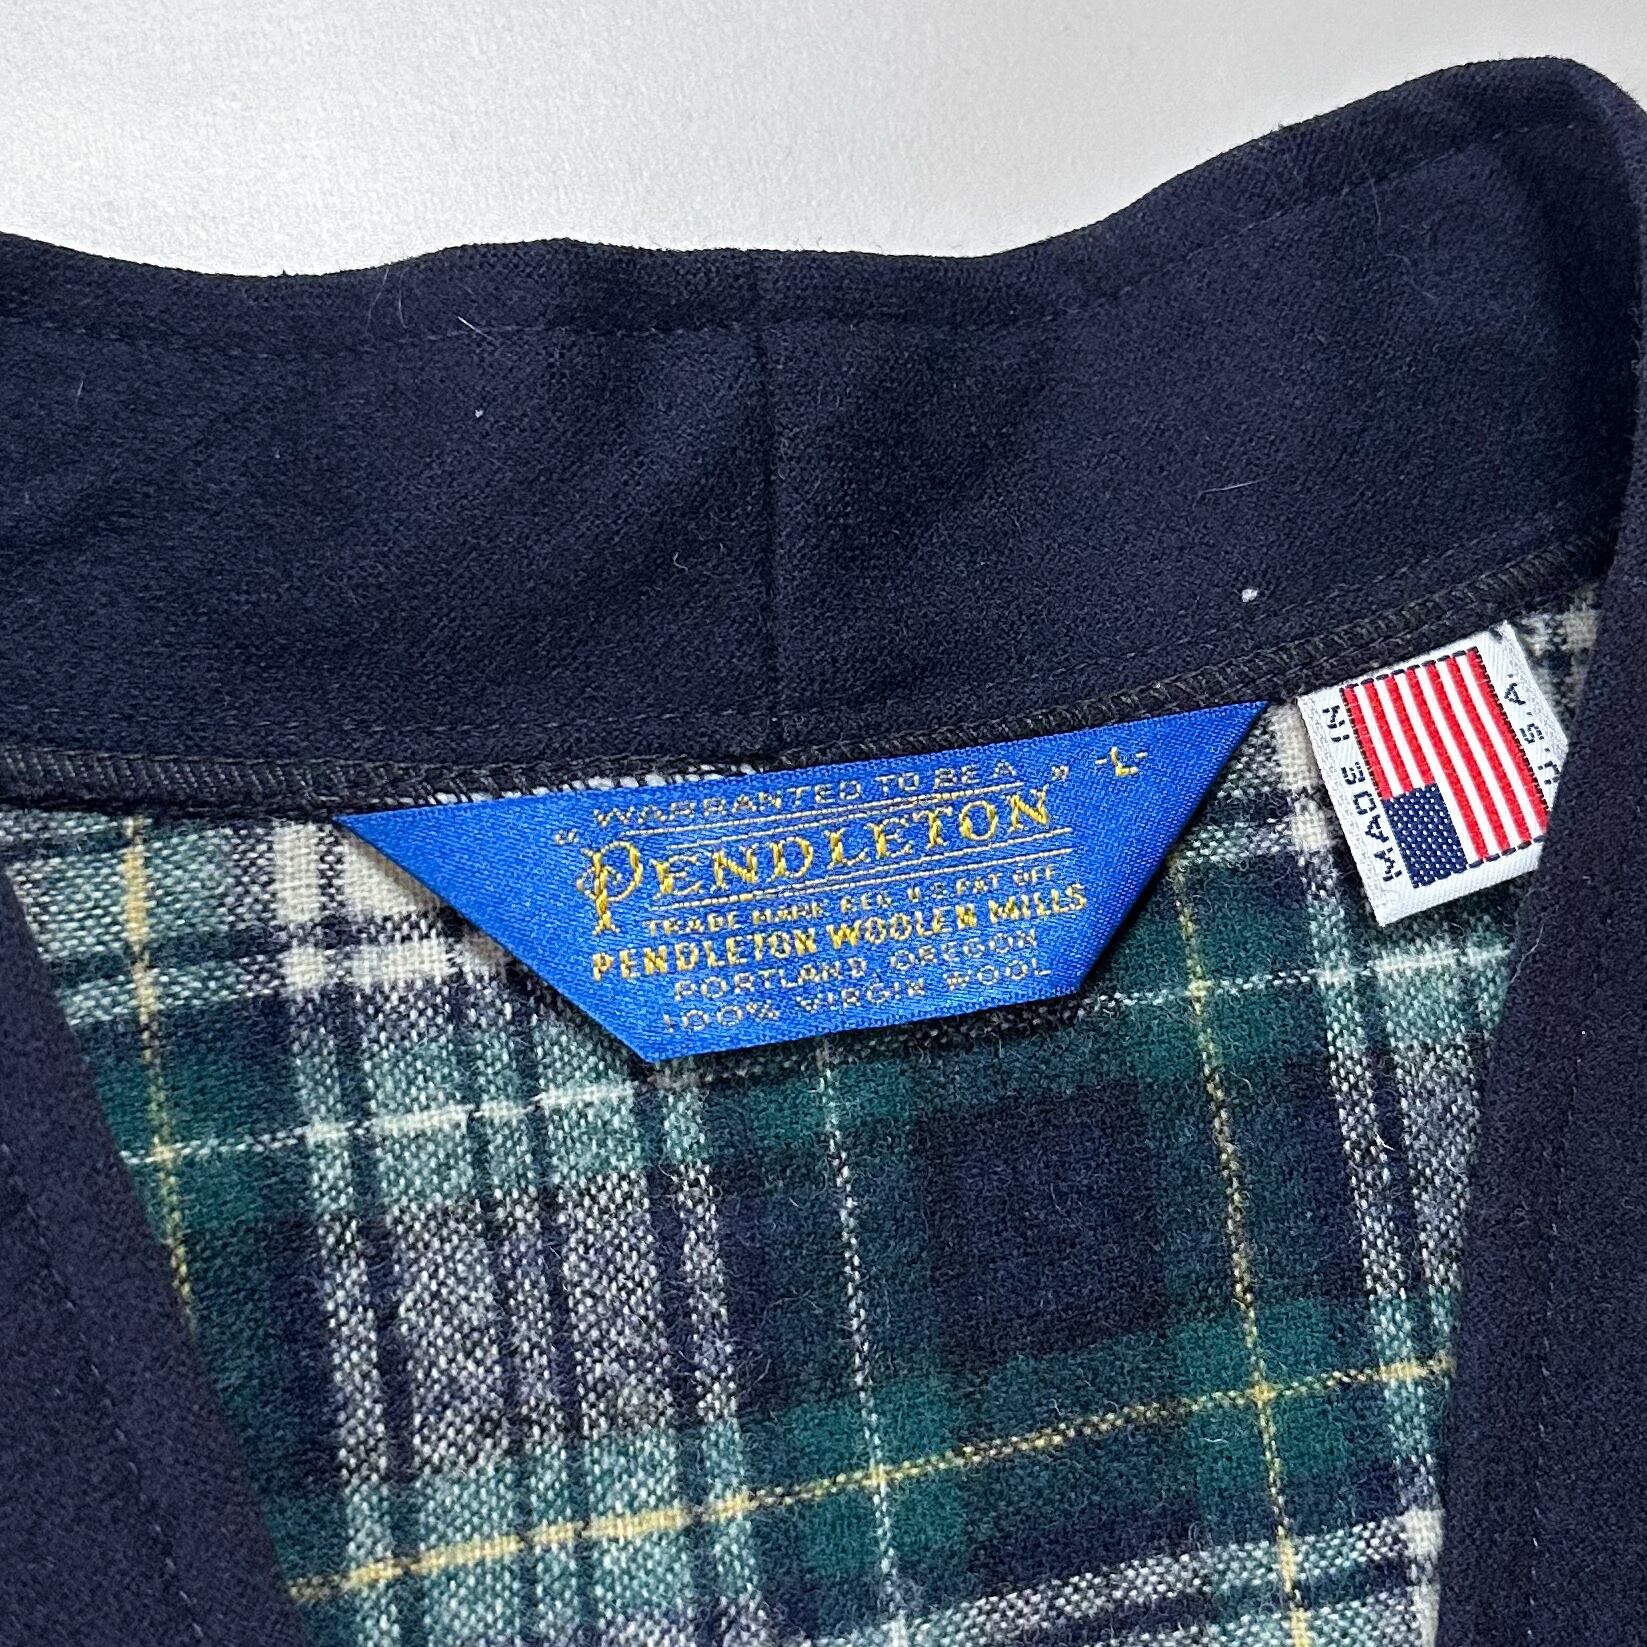 WARRANTED TO BE A
-L-
"PENDLETON"
TRADE MARK REG. U.S. PAT. OFF.
PENDLETON WOOLEN MILLS
PORTLAND, OREGON
100% VIRGIN WOOL
MADE IN
U.S.A.